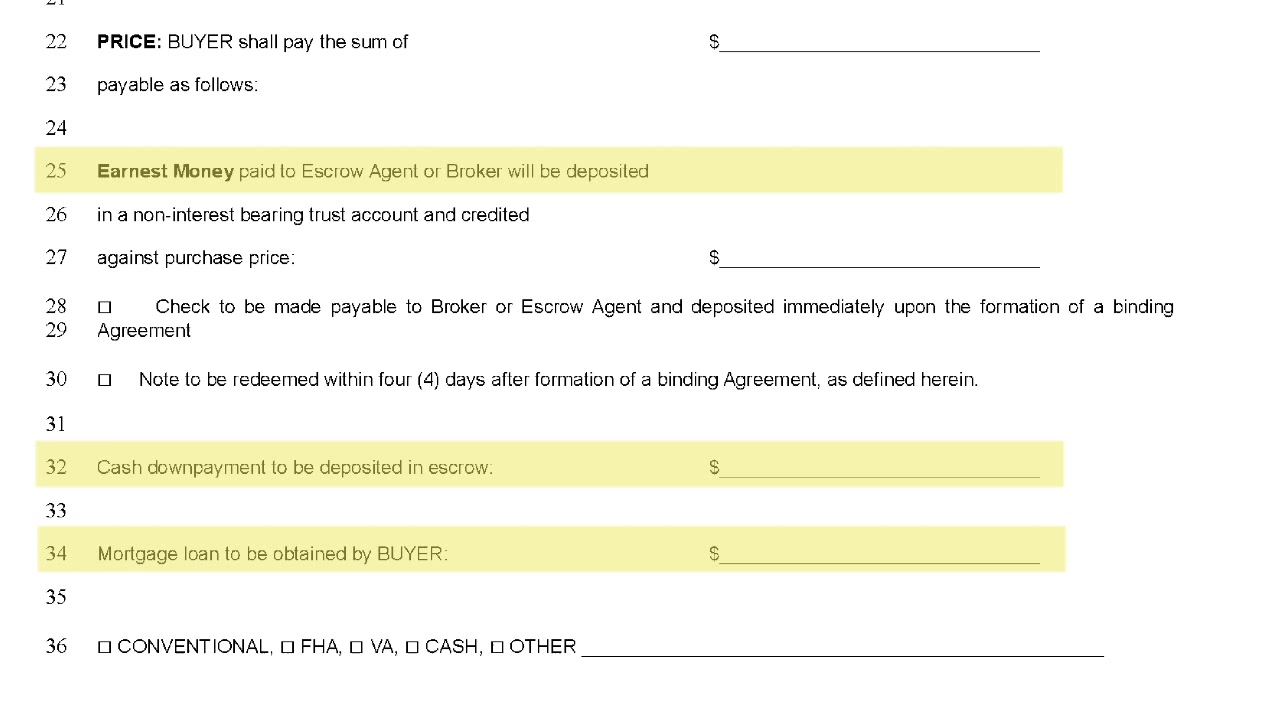 21
22 PRICE: BUYER shall pay the sum of $
23 payable as follows:
24
25 Earnest Money paid to Escrow Agent or Broker will be deposited
26 in a non-interest bearing trust account and credited
27 against purchase price: $
28 □ Check to be made payable to Broker or Escrow Agent and deposited immediately upon the formation of a binding
29 Agreement
30 □ Note to be redeemed within four (4) days after formation of a binding Agreement, as defined herein.
31
32 Cash downpayment to be deposited in escrow: $
33
34 Mortgage loan to be obtained by BUYER: $
35
36 □ CONVENTIONAL, □ FHA, □ VA, □ CASH, □ OTHER